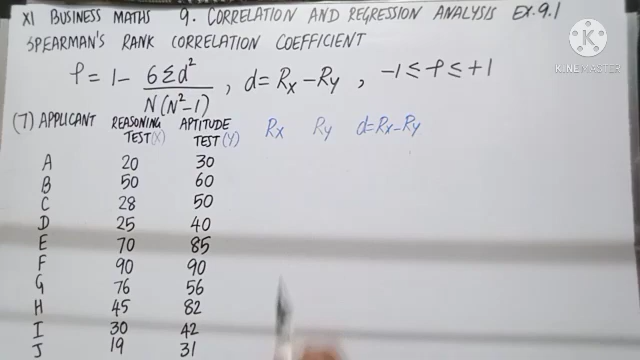 XI BUSINESS MATHS 9. CORRELATION AND REGRESSION ANALYSIS EX.9.1
SPEARMAN'S RANK CORRELATION COEFFICIENT
ρ = 1 - 6Σd² / N(N²-1) , d = Rx - Ry , -1 ≤ ρ ≤ +1
(7) APPLICANT REASONING TEST(X) APTITUDE TEST(Y) Rx Ry d=Rx-Ry
A 20 30
B 50 60
C 28 50
D 25 40
E 70 85
F 90 90
G 76 56
H 45 82
I 30 42
J 19 31
KINEMASTER